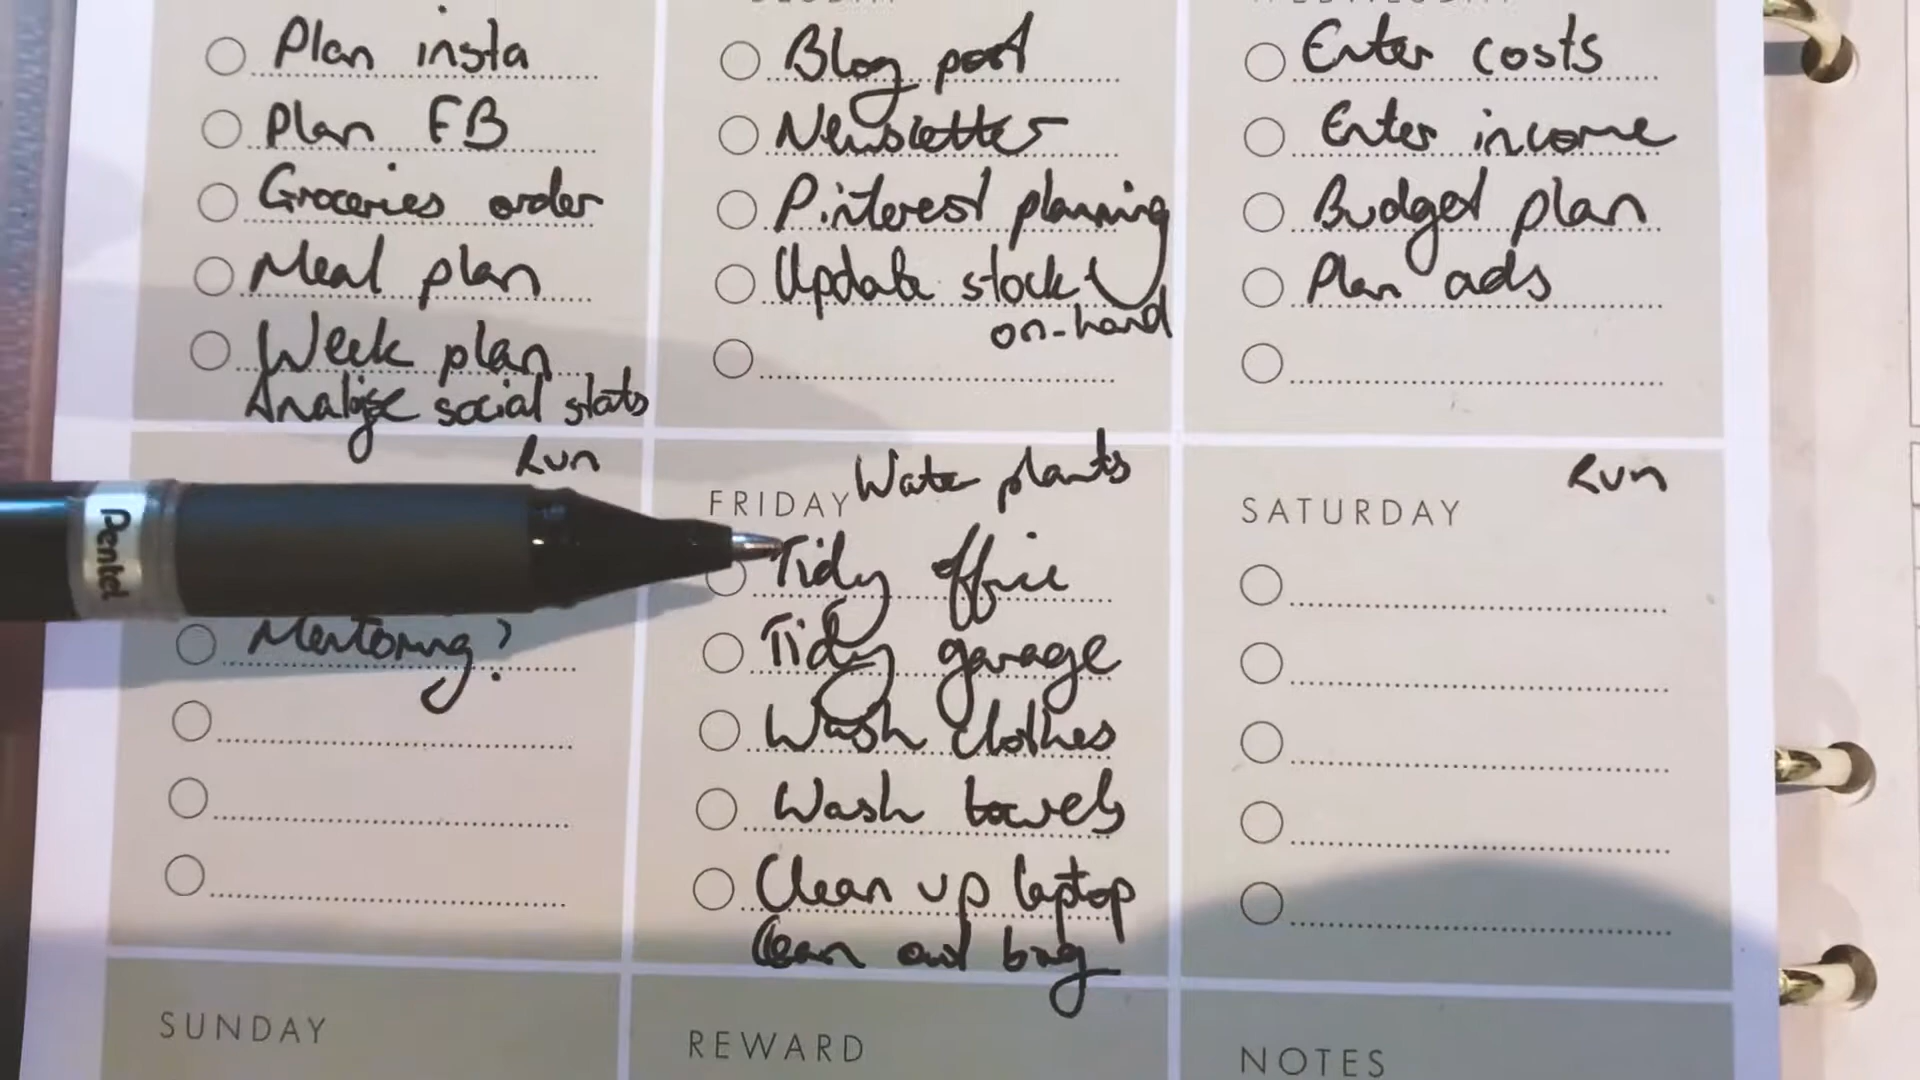 Plan insta
Plan FB
Groceries order
Meal plan
Week plan
Analise social stats
Blog post
Newsletter
Pinterest planning
Update stock
on-hand
Enter costs
Enter income
Budget plan
Plan ads
Run
Mentoring?
FRIDAY Water plants
Tidy office
Tidy garage
Wash clothes
Wash towels
Clean up laptop
Clean out bag
SATURDAY Run
SUNDAY
REWARD
NOTES
Pentel